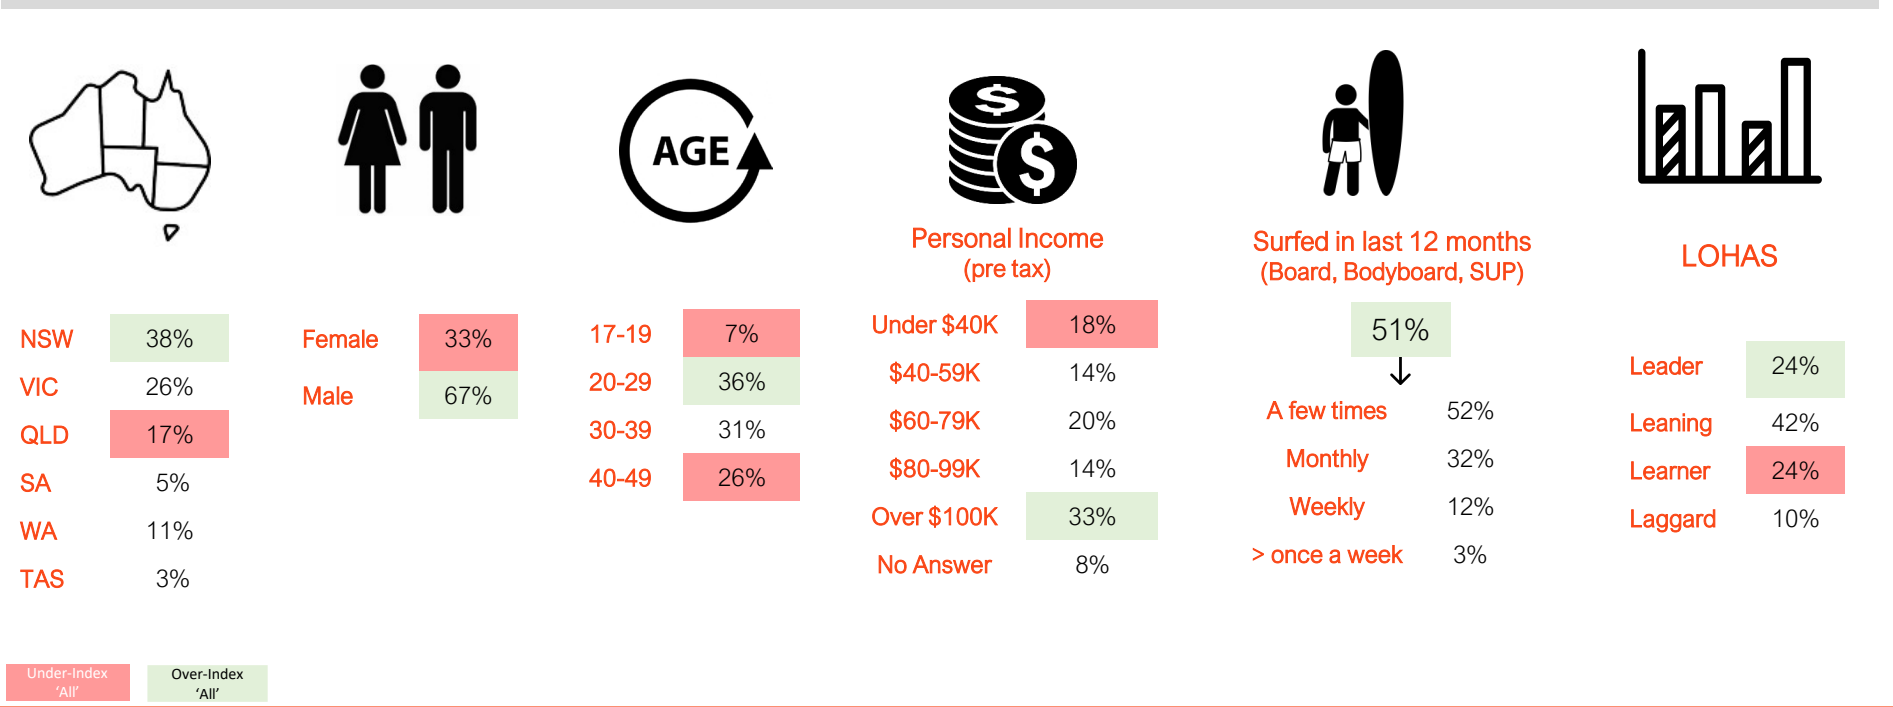 AGE
$
$
Personal Income
(pre tax)
Surfed in last 12 months
(Board, Bodyboard, SUP)
LOHAS
NSW 38%
VIC 26%
QLD 17%
SA 5%
WA 11%
TAS 3%
Female 33%
Male 67%
17-19 7%
20-29 36%
30-39 31%
40-49 26%
Under $40K 18%
$40-59K 14%
$60-79K 20%
$80-99K 14%
Over $100K 33%
No Answer 8%
51%
A few times 52%
Monthly 32%
Weekly 12%
> once a week 3%
Leader 24%
Leaning 42%
Learner 24%
Laggard 10%
Under-Index
‘All’
Over-Index
‘All’